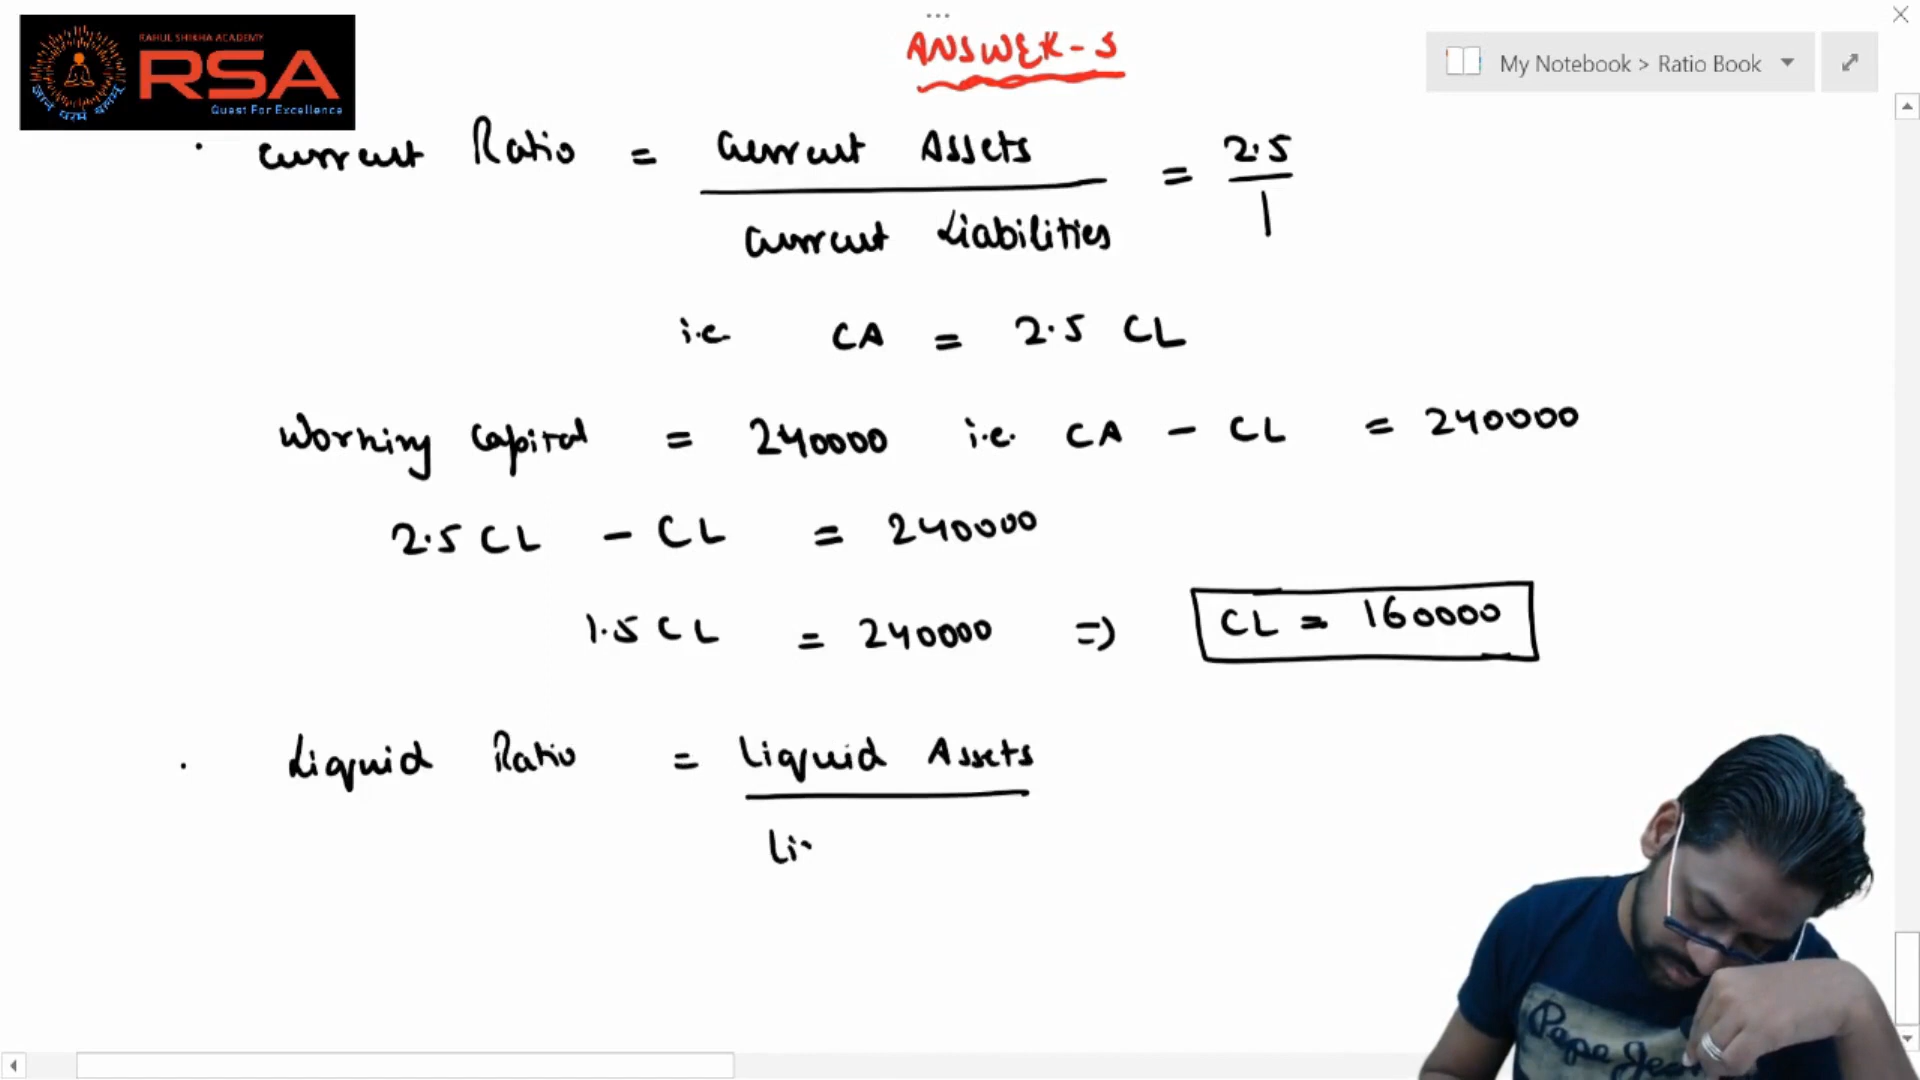 ...
ANSWER-5
RAHUL SHIKHA ACADEMY
RSA
Quest For Excellence
My Notebook > Ratio Book
· Current Ratio = Current Assets / Current Liabilities = 2.5 / 1
i.e CA = 2.5 CL
Working Capital = 240000 i.e. CA - CL = 240000
2.5 CL - CL = 240000
1.5 CL = 240000 => CL = 160000
· Liquid Ratio = Liquid Assets
Li
Pepe Jea